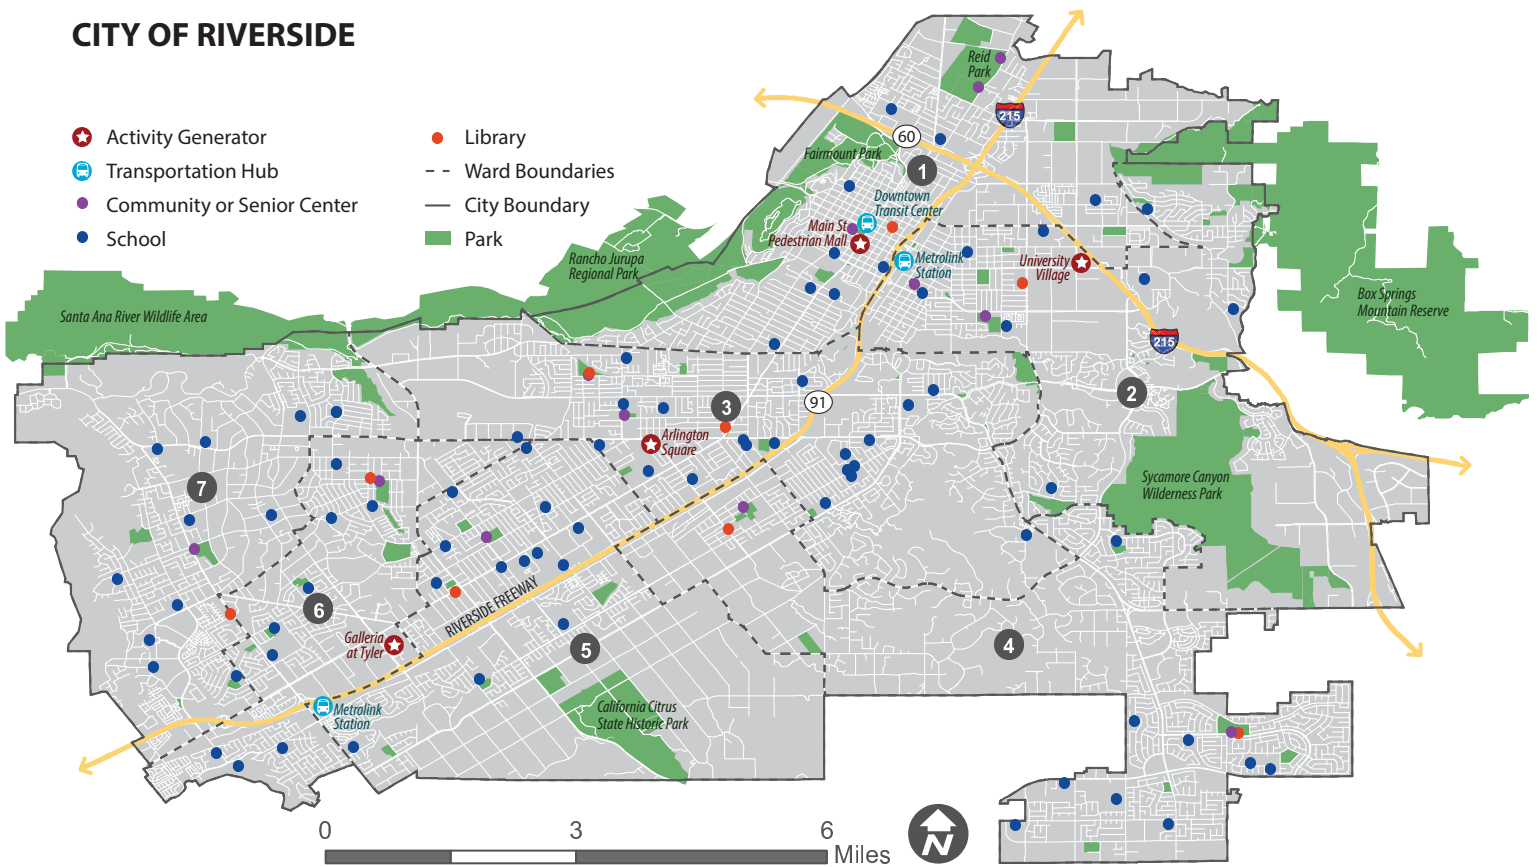 CITY OF RIVERSIDE
Activity Generator
Transportation Hub
Community or Senior Center
School
Library
Ward Boundaries
City Boundary
Park
Reid
Park
215
60
Fairmount Park
1
Downtown
Transit Center
Main St
Pedestrian Mall
Metrolink
Station
University
Village
Rancho Jurupa
Regional Park
Santa Ana River Wildlife Area
Box Springs
Mountain Reserve
215
2
91
3
Arlington
Square
Sycamore Canyon
Wilderness Park
7
6
RIVERSIDE FREEWAY
Galleria
at Tyler
5
4
Metrolink
Station
California Citrus
State Historic Park
0
3
6
Miles
N